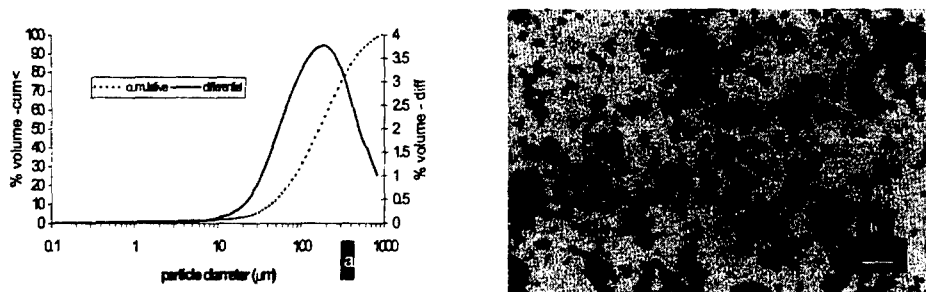 % volume -cum<
100
90
80
70
60
50
40
30
20
10
0
cumulative
differential
4
3.5
3
2.5
2
1.5
1
0.5
0
% volume - diff
0.1 1 10 100 1000
particle diameter (μm)
a